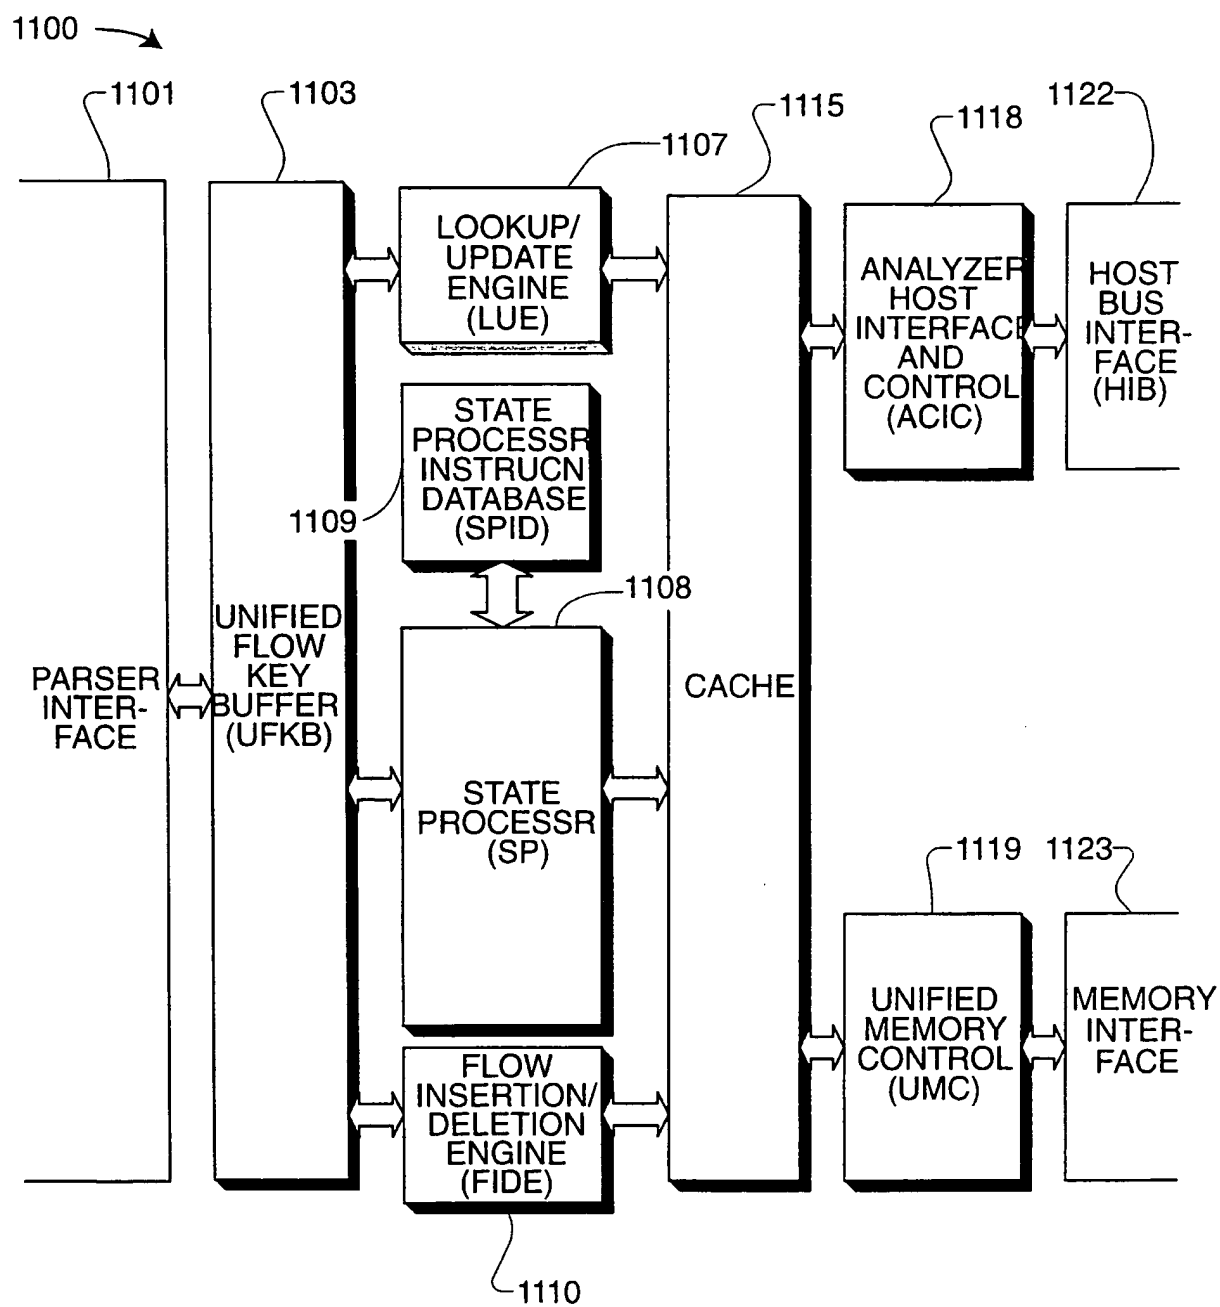 1100
1101
1103
1107
1115
1118
1122
LOOKUP/
UPDATE
ENGINE
(LUE)
ANALYZER
HOST
INTERFACE
AND
CONTROL
(ACIC)
HOST
BUS
INTER-
FACE
(HIB)
STATE
PROCESSR
INSTRUCN
DATABASE
(SPID)
1109
1108
UNIFIED
FLOW
KEY
BUFFER
(UFKB)
PARSER
INTER-
FACE
CACHE
STATE
PROCESSR
(SP)
1119
1123
UNIFIED
MEMORY
CONTROL
(UMC)
MEMORY
INTER-
FACE
FLOW
INSERTION/
DELETION
ENGINE
(FIDE)
1110